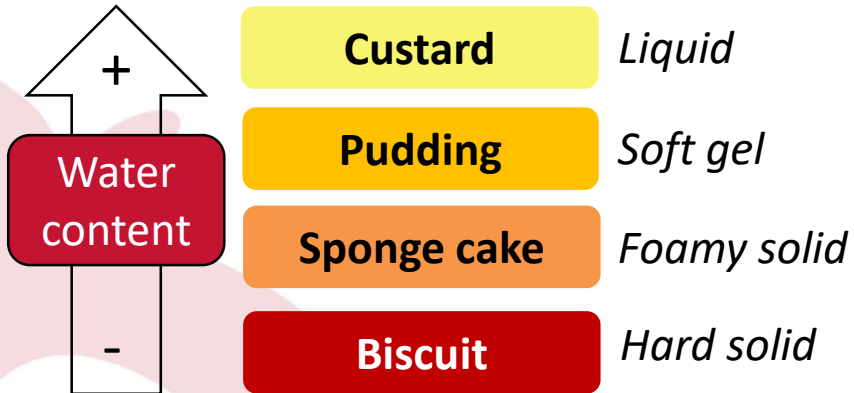 +
Custard Liquid
Pudding Soft gel
Water
content
Sponge cake Foamy solid
-
Biscuit Hard solid